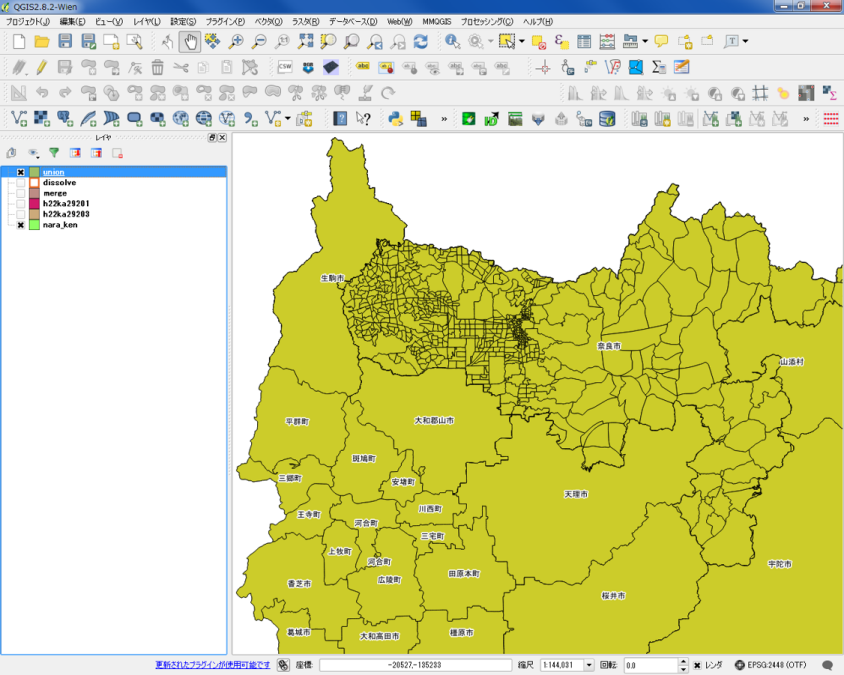 QGIS2.8.2-Wien
プロジェクト(J) 編集(E) ビュー(V) レイヤ(L) 設定(S) プラグイン(P) ベクタ(O) ラスタ(R) データベース(D) Web(W) MMQGIS プロセッシング(C) ヘルプ(H)
CSW
abc
レイヤ
union
dissolve
merge
h22ka29201
h22ka29203
nara_ken
生駒市
奈良市
山添村
平群町
大和郡山市
斑鳩町
三郷町
安堵町
天理市
王寺町
河合町
川西町
三宅町
上牧町
河合町
香芝市
広陵町
田原本町
宇陀市
桜井市
葛城市
大和高田市
橿原市
更新されたプラグインが使用可能です
座標:
-20527,-135233
縮尺
1:144,031
回転:
0.0
レンダ
EPSG:2448 (OTF)